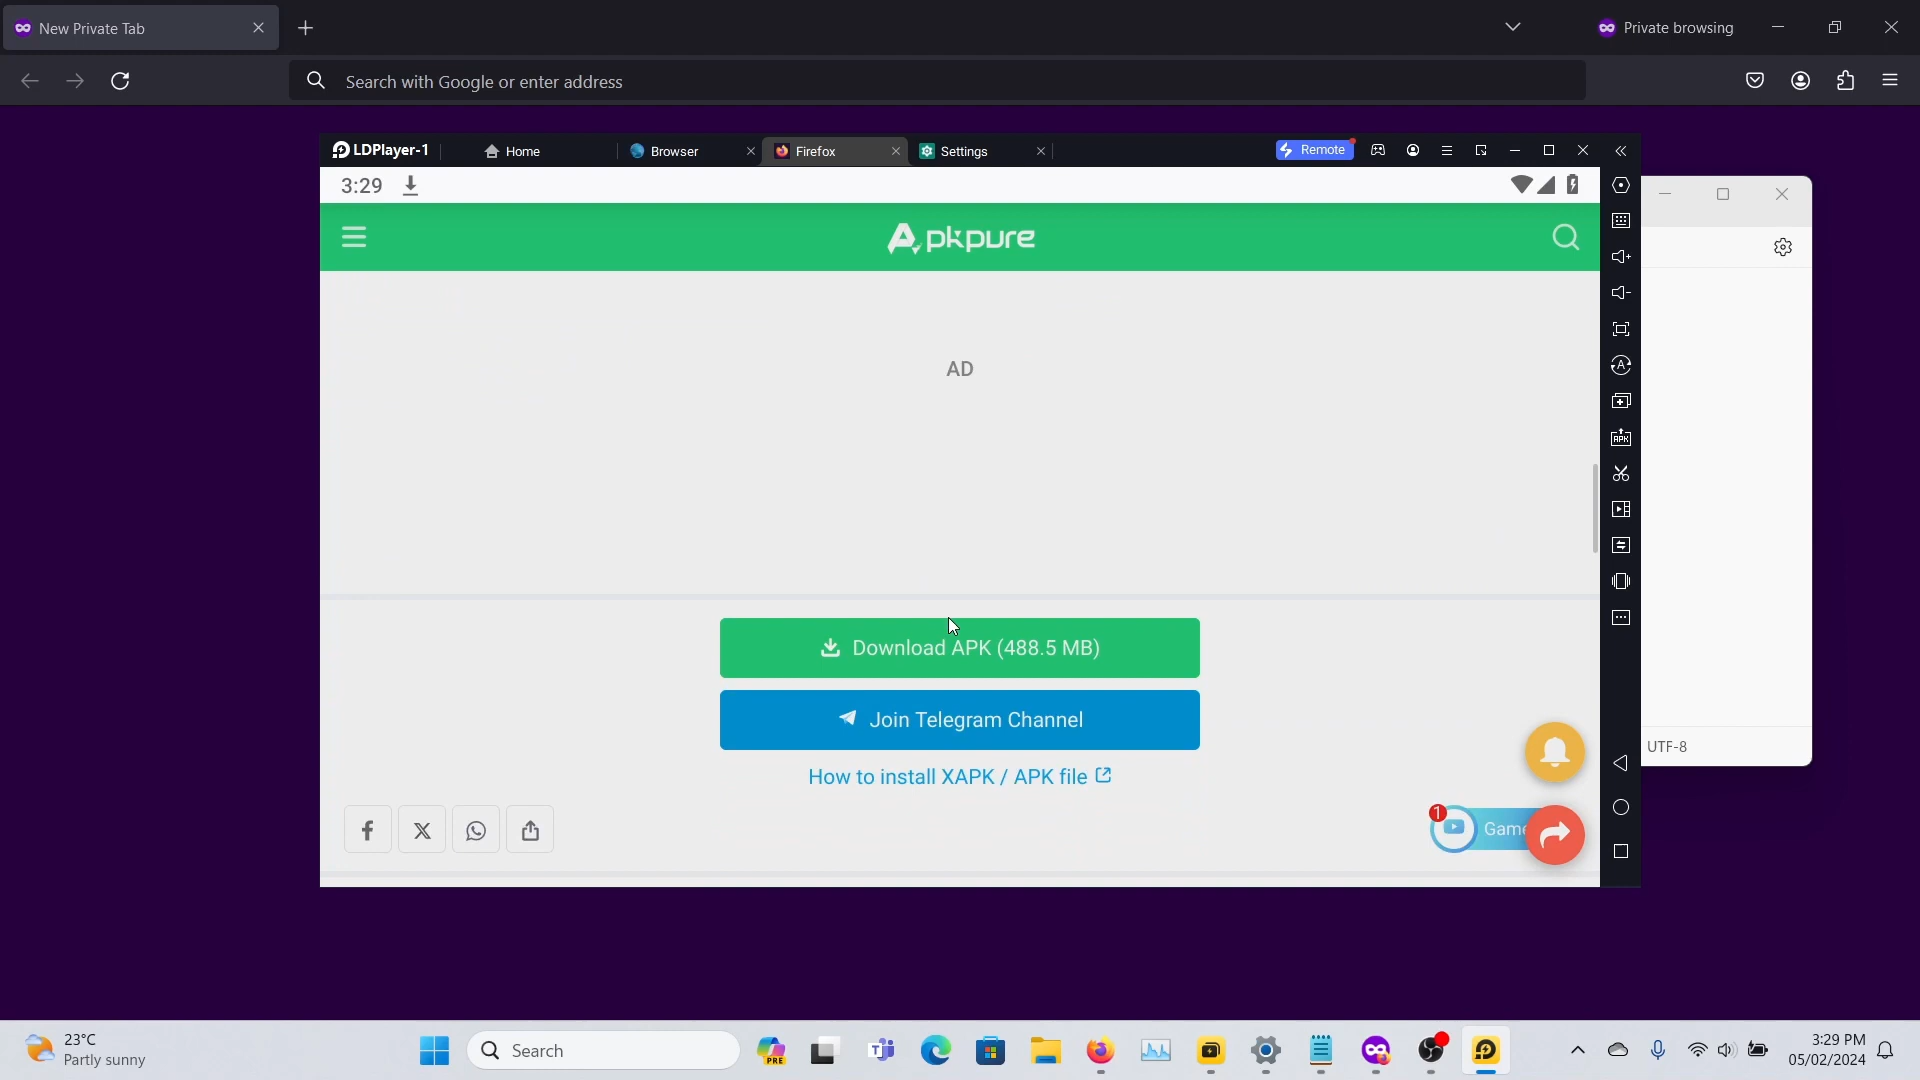 New Private Tab
Private browsing
Search with Google or enter address
LDPlayer-1
Home
Browser
Firefox
Settings
Remote
3:29
Apkpure
AD
Download APK (488.5 MB)
Join Telegram Channel
How to install XAPK / APK file
1
Game
UTF-8
A
APK
23°C
Partly sunny
Search
PRE
3:29 PM
05/02/2024